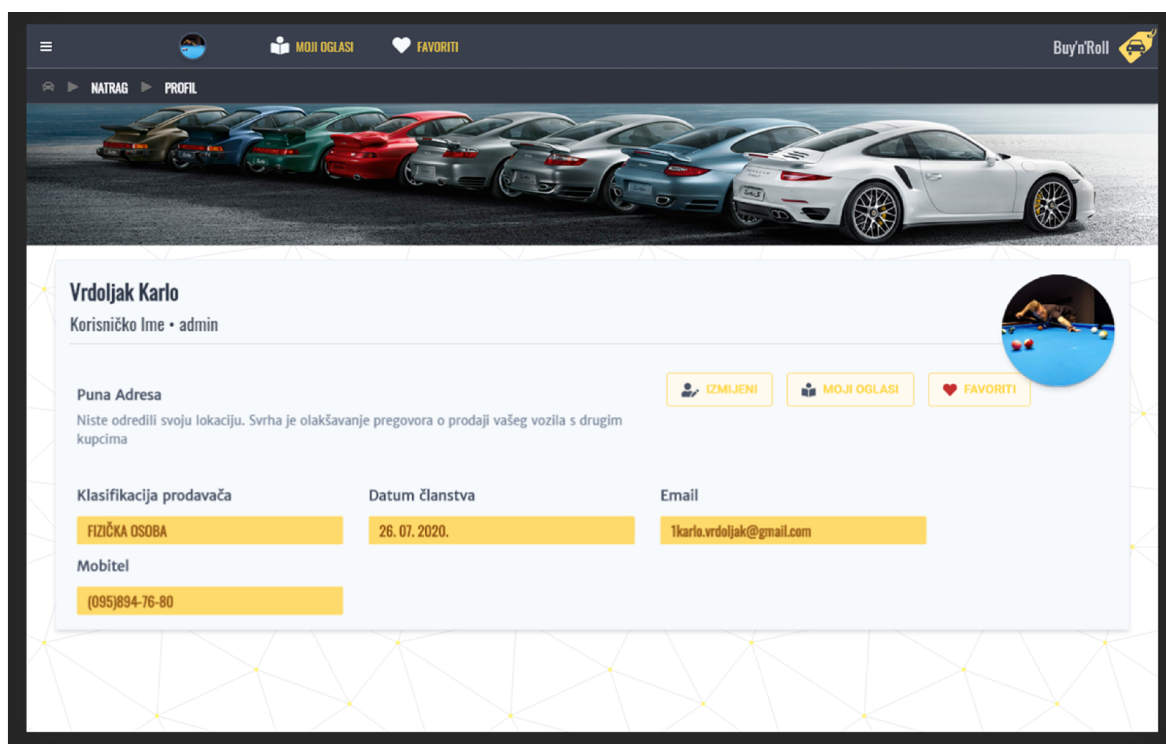 MOJI OGLASI
FAVORITI
Buy'n'Roll
NATRAG
PROFIL
Vrdoljak Karlo
Korisničko Ime • admin
Puna Adresa
Niste odredili svoju lokaciju. Svrha je olakšavanje pregovora o prodaji vašeg vozila s drugim
kupcima
IZMIJENI
MOJI OGLASI
FAVORITI
Klasifikacija prodavača
Datum članstva
Email
FIZIČKA OSOBA
26. 07. 2020.
1karlo.vrdoljak@gmail.com
Mobitel
(095)894-76-80